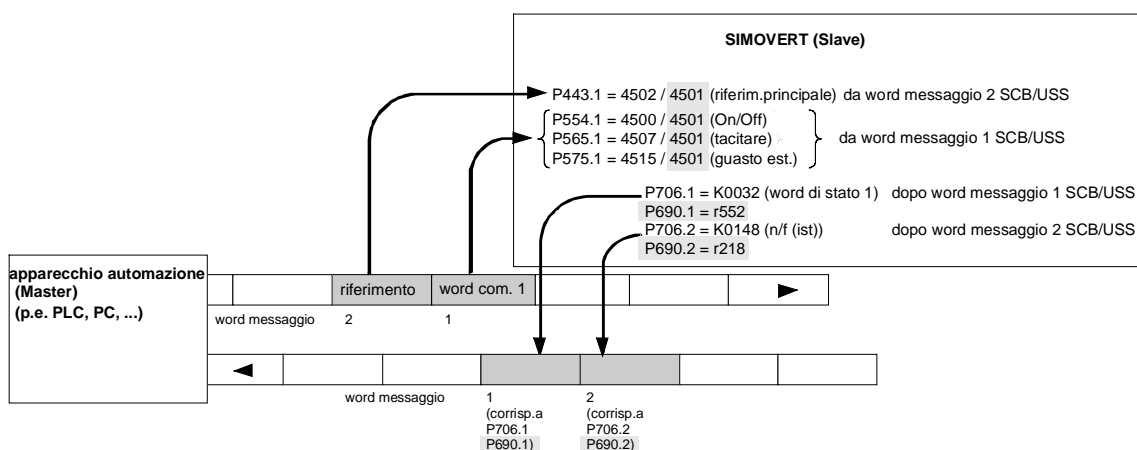 SIMOVERT (Slave)
P443.1 = 4502 / 4501 (riferim.principale) da word messaggio 2 SCB/USS
P554.1 = 4500 / 4501 (On/Off)
P565.1 = 4507 / 4501 (tacitare)
da word messaggio 1 SCB/USS
P575.1 = 4515 / 4501 (guasto est.)
P706.1 = K0032 (word di stato 1) dopo word messaggio 1 SCB/USS
P690.1 = r552
P706.2 = K0148 (n/f (ist)) dopo word messaggio 2 SCB/USS
P690.2 = r218
apparecchio automazione
(Master)
(p.e. PLC, PC, ...)
riferimento word com. 1
word messaggio 2 1
word messaggio 1 2
(corrisp.a (corrisp.a
P706.1 P706.2
P690.1) P690.2)